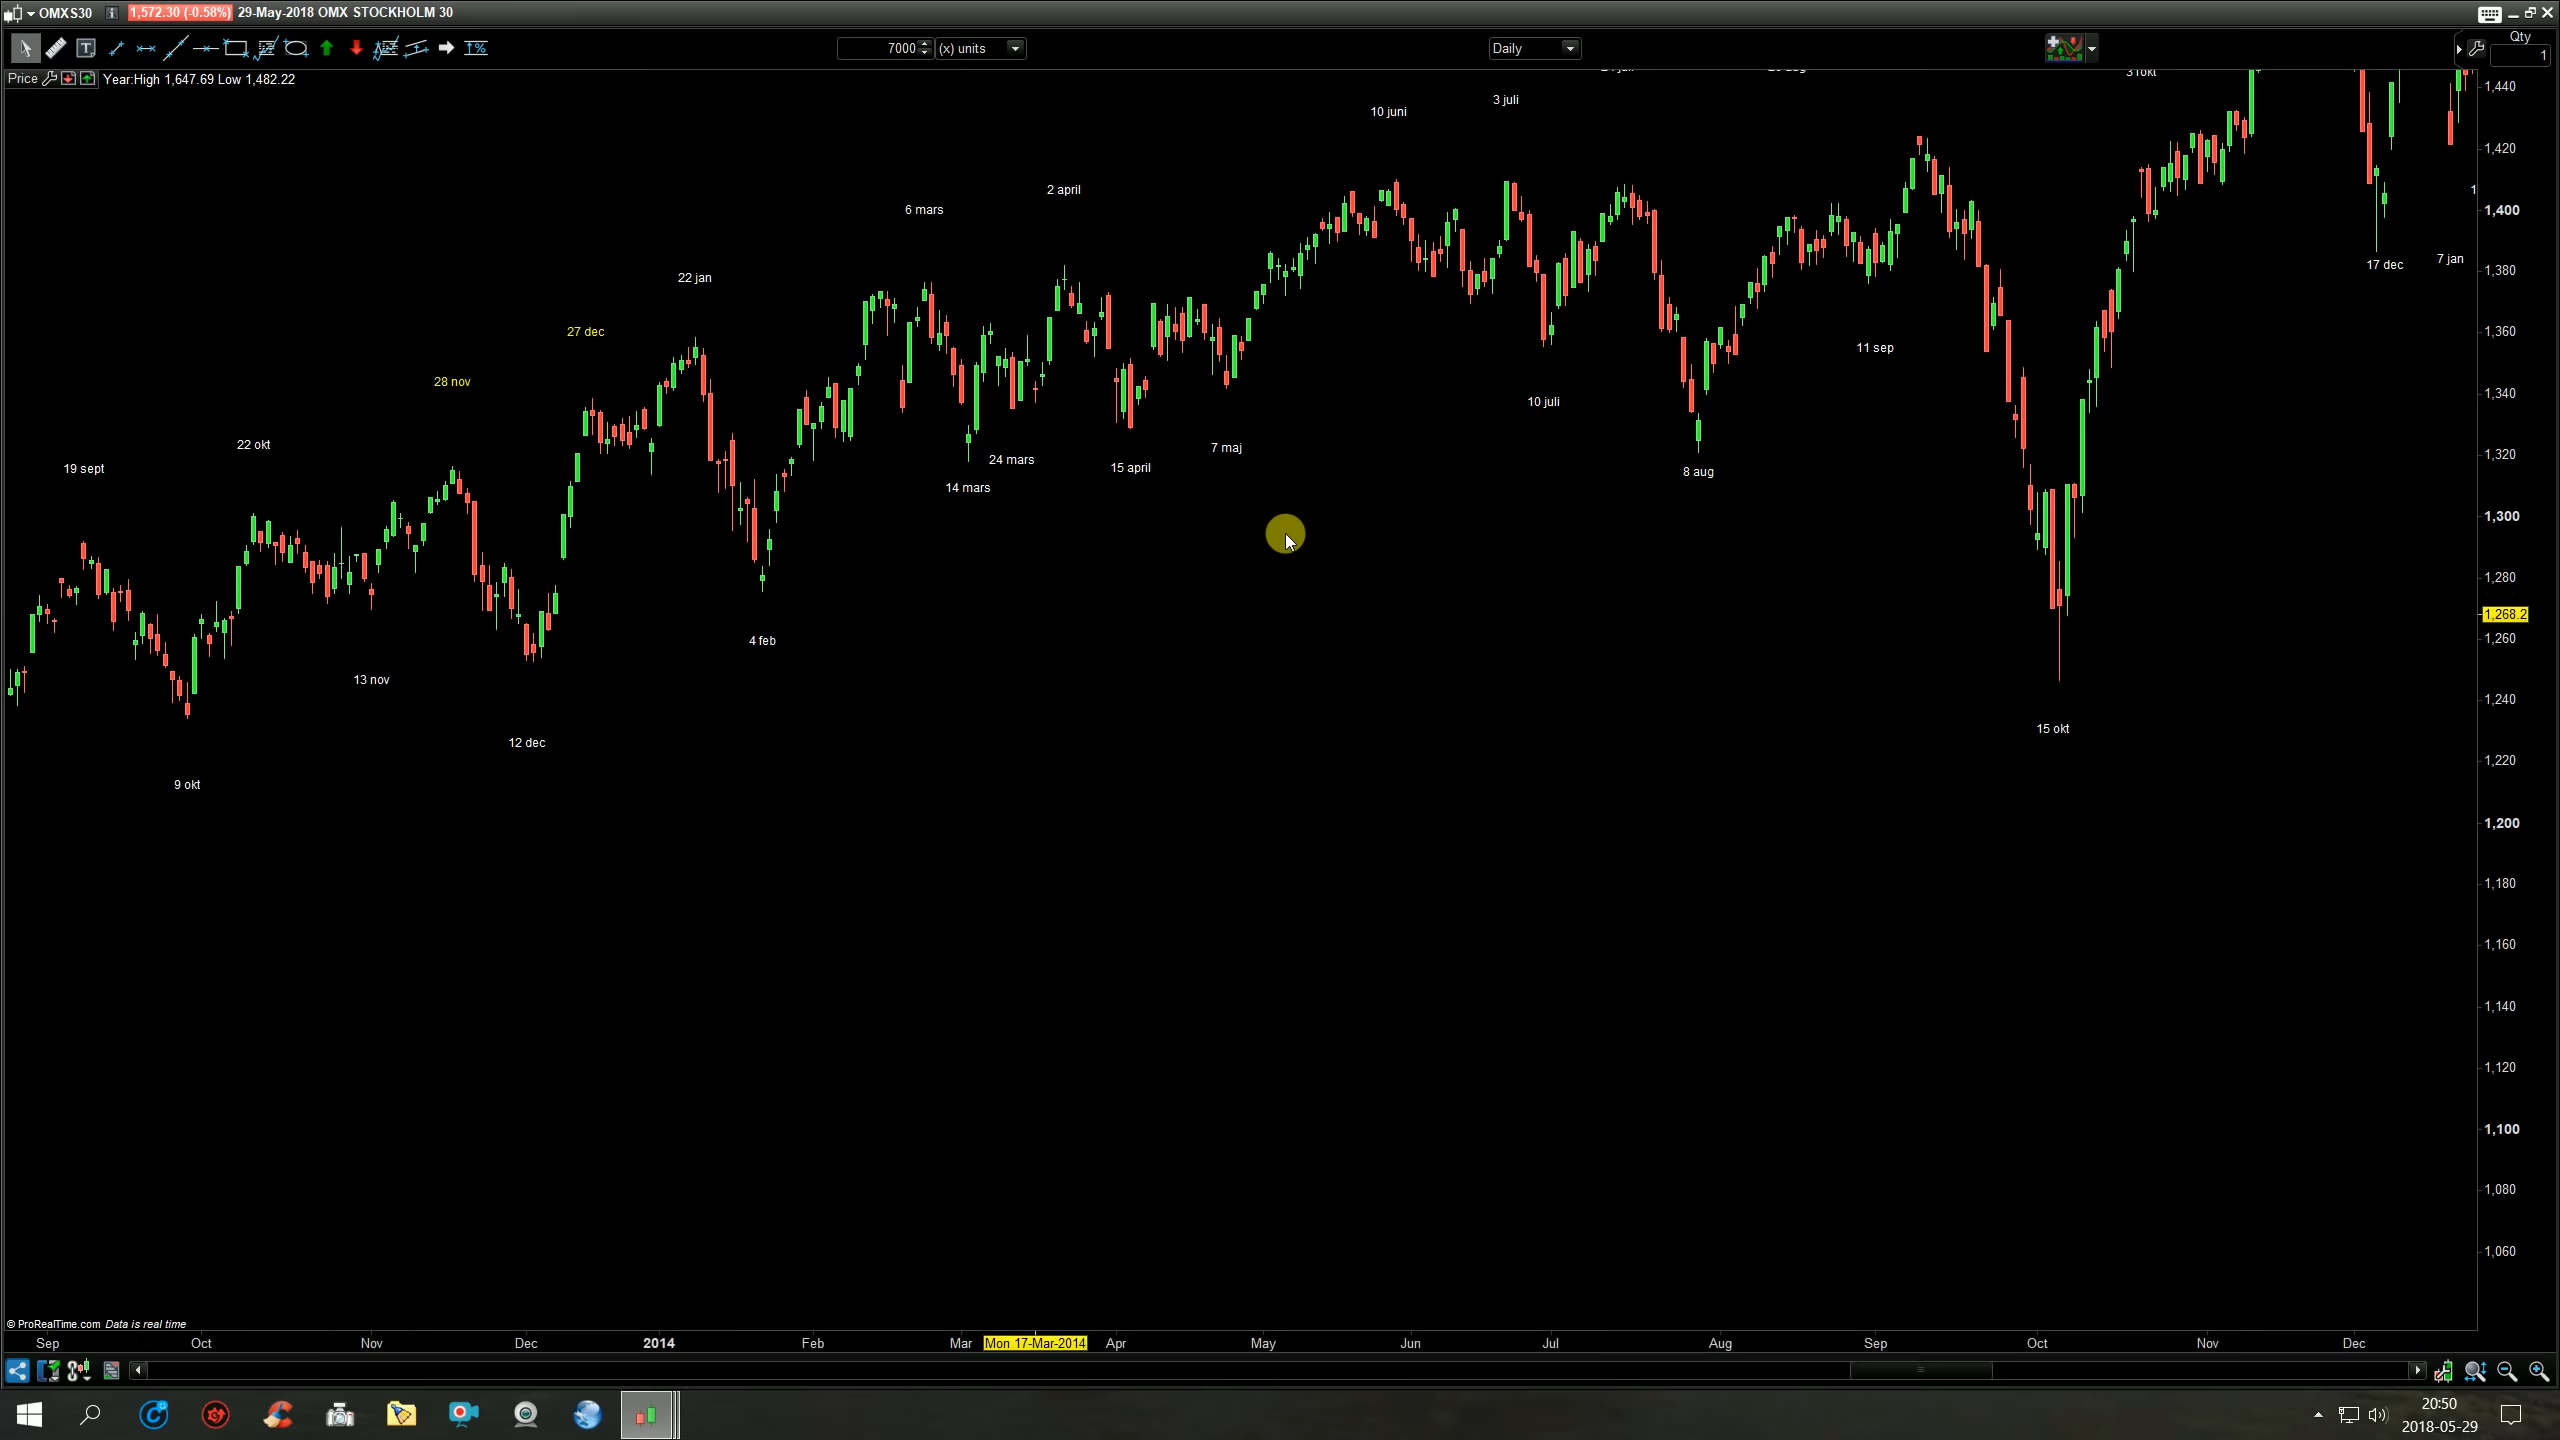 OMXS30 1,572.30 (-0.58%) 29-May-2018 OMX STOCKHOLM 30
7000 (x) units Daily Qty
1
Price Year:High 1,647.69 Low 1,482.22
31okt
1,440
3 juli
10 juni
1,420
2 april
6 mars
1,400
7 jan
17 dec
1,380
22 jan
27 dec
1,360
11 sep
28 nov
1,340
10 juli
22 okt
7 maj
1,320
24 mars
19 sept
15 april
8 aug
14 mars
1,300
1,280
1,268.2
1,260
4 feb
13 nov
1,240
15 okt
12 dec
1,220
9 okt
1,200
1,180
1,160
1,140
1,120
1,100
1,080
1,060
© ProRealTime.com Data is real time
Sep Oct Nov Dec 2014 Feb Mar Mon 17-Mar-2014 Apr May Jun Jul Aug Sep Oct Nov Dec
20:50
2018-05-29